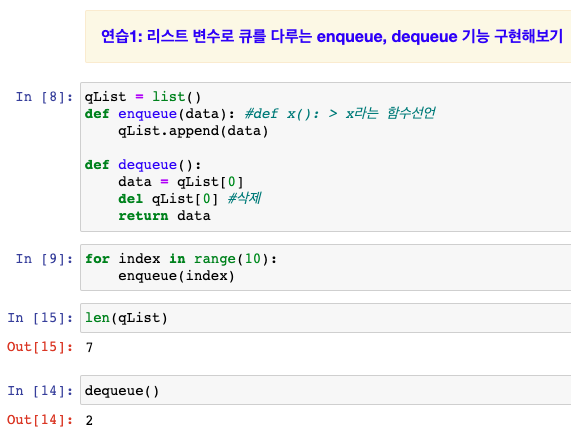 연습1: 리스트 변수로 큐를 다루는 enqueue, dequeue 기능 구현해보기
In [8]: qList = list()
def enqueue(data): #def x(): > x라는 함수선언
    qList.append(data)

def dequeue():
    data = qList[0]
    del qList[0] #삭제
    return data
In [9]: for index in range(10):
    enqueue(index)
In [15]: len(qList)
Out[15]: 7
In [14]: dequeue()
Out[14]: 2